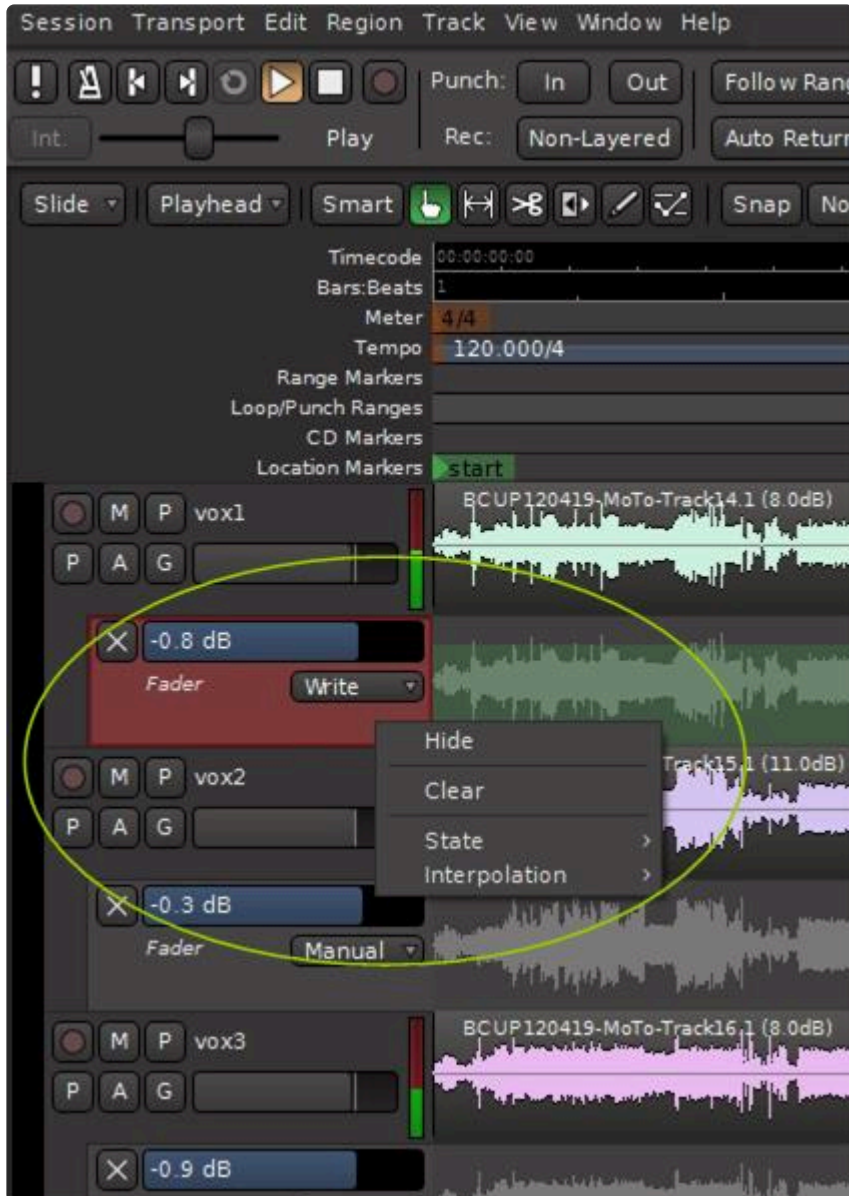 Session Transport Edit Region Track View Window Help
Punch: In Out Follow Rang
Int. Play Rec: Non-Layered Auto Return
Slide Playhead Smart Snap No
Timecode 00:00:00:00
Bars:Beats 1
Meter 4/4
Tempo 120.000/4
Range Markers
Loop/Punch Ranges
CD Markers
Location Markers start
M P vox1 BCUP120419-MoTo-Track14.1 (8.0dB)
P A G
-0.8 dB
Fader Write
Hide
M P vox2 Track15.1 (11.0dB)
Clear
P A G
State
Interpolation
-0.3 dB
Fader Manual
M P vox3 BCUP120419-MoTo-Track16.1 (8.0dB)
P A G
-0.9 dB